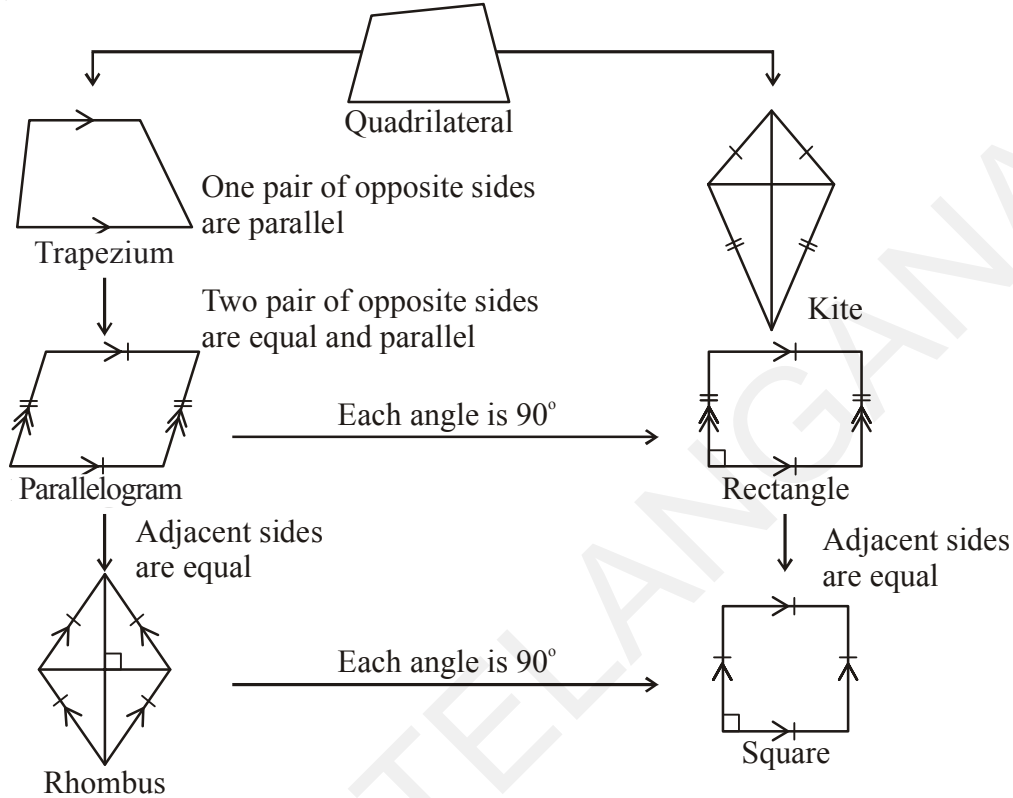 Quadrilateral
One pair of opposite sides
are parallel
Trapezium
Two pair of opposite sides
are equal and parallel
Kite
Each angle is 90°
Parallelogram
Rectangle
Adjacent sides
are equal
Adjacent sides
are equal
Each angle is 90°
Square
Rhombus
TELANGANA